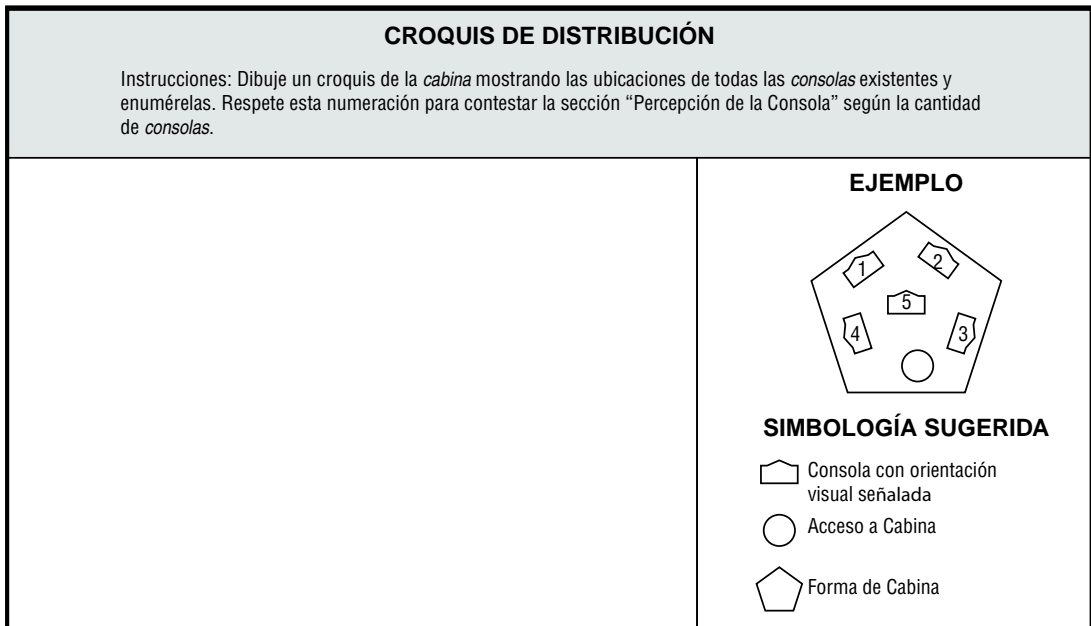 CROQUIS DE DISTRIBUCIÓN
Instrucciones: Dibuje un croquis de la cabina mostrando las ubicaciones de todas las consolas existentes y
enumérelas. Respete esta numeración para contestar la sección “Percepción de la Consola” según la cantidad
de consolas.
EJEMPLO
1
2
5
4
3
SIMBOLOGÍA SUGERIDA
Consola con orientación
visual señalada
Acceso a Cabina
Forma de Cabina